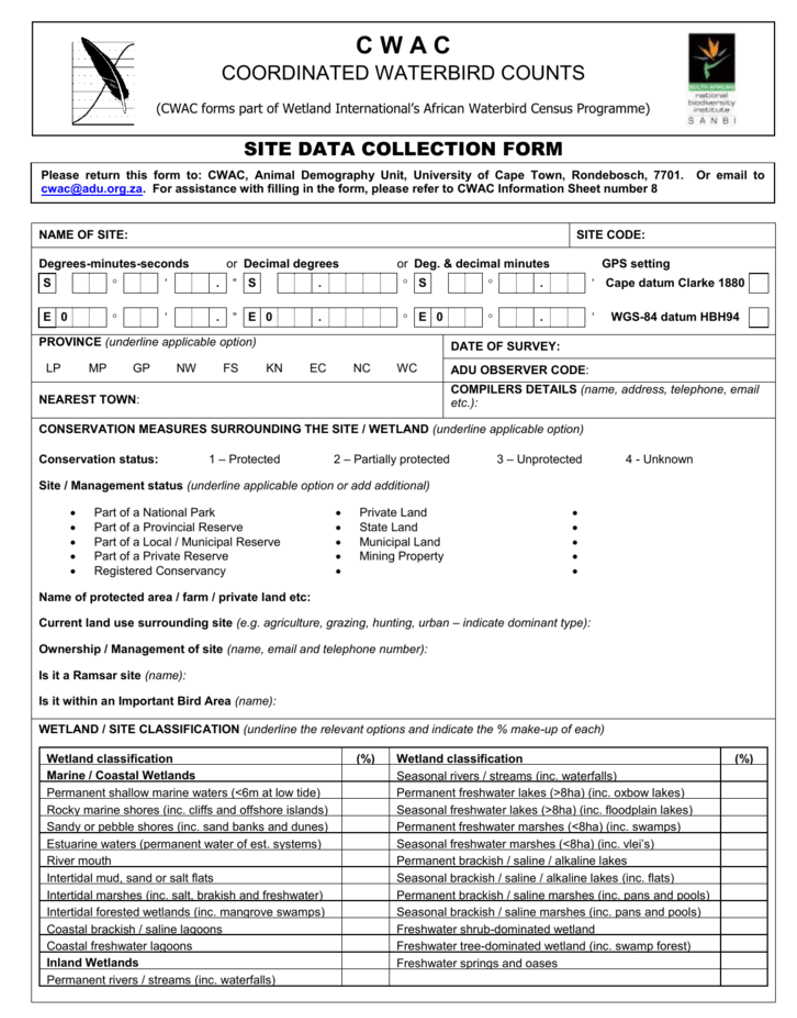 C W A C
COORDINATED WATERBIRD COUNTS
(CWAC forms part of Wetland International's African Waterbird Census Programme)
SOUTH AFRICAN
national
biodiversity
institute
S A N B I
SITE DATA COLLECTION FORM
Please return this form to: CWAC, Animal Demography Unit, University of Cape Town, Rondebosch, 7701. Or email to
cwac@adu.org.za. For assistance with filling in the form, please refer to CWAC Information Sheet number 8
NAME OF SITE: SITE CODE:
Degrees-minutes-seconds or Decimal degrees or Deg. & decimal minutes GPS setting
S ° ' . " S . ° S ° . ' Cape datum Clarke 1880
E 0 ° ' . " E 0 . ° E 0 ° . ' WGS-84 datum HBH94
PROVINCE (underline applicable option)
LP MP GP NW FS KN EC NC WC
NEAREST TOWN:
DATE OF SURVEY:
ADU OBSERVER CODE:
COMPILERS DETAILS (name, address, telephone, email
etc.):
CONSERVATION MEASURES SURROUNDING THE SITE / WETLAND (underline applicable option)
Conservation status: 1 – Protected 2 – Partially protected 3 – Unprotected 4 - Unknown
Site / Management status (underline applicable option or add additional)
• Part of a National Park • Private Land •
• Part of a Provincial Reserve • State Land •
• Part of a Local / Municipal Reserve • Municipal Land •
• Part of a Private Reserve • Mining Property •
• Registered Conservancy • •
Name of protected area / farm / private land etc:
Current land use surrounding site (e.g. agriculture, grazing, hunting, urban – indicate dominant type):
Ownership / Management of site (name, email and telephone number):
Is it a Ramsar site (name):
Is it within an Important Bird Area (name):
WETLAND / SITE CLASSIFICATION (underline the relevant options and indicate the % make-up of each)
Wetland classification (%) Wetland classification (%)
Marine / Coastal Wetlands Seasonal rivers / streams (inc. waterfalls)
Permanent shallow marine waters (<6m at low tide) Permanent freshwater lakes (>8ha) (inc. oxbow lakes)
Rocky marine shores (inc. cliffs and offshore islands) Seasonal freshwater lakes (>8ha) (inc. floodplain lakes)
Sandy or pebble shores (inc. sand banks and dunes) Permanent freshwater marshes (<8ha) (inc. swamps)
Estuarine waters (permanent water of est. systems) Seasonal freshwater marshes (<8ha) (inc. vlei's)
River mouth Permanent brackish / saline / alkaline lakes
Intertidal mud, sand or salt flats Seasonal brackish / saline / alkaline lakes (inc. flats)
Intertidal marshes (inc. salt, brakish and freshwater) Permanent brackish / saline marshes (inc. pans and pools)
Intertidal forested wetlands (inc. mangrove swamps) Seasonal brackish / saline marshes (inc. pans and pools)
Coastal brackish / saline lagoons Freshwater shrub-dominated wetland
Coastal freshwater lagoons Freshwater tree-dominated wetland (inc. swamp forest)
Inland Wetlands Freshwater springs and oases
Permanent rivers / streams (inc. waterfalls)